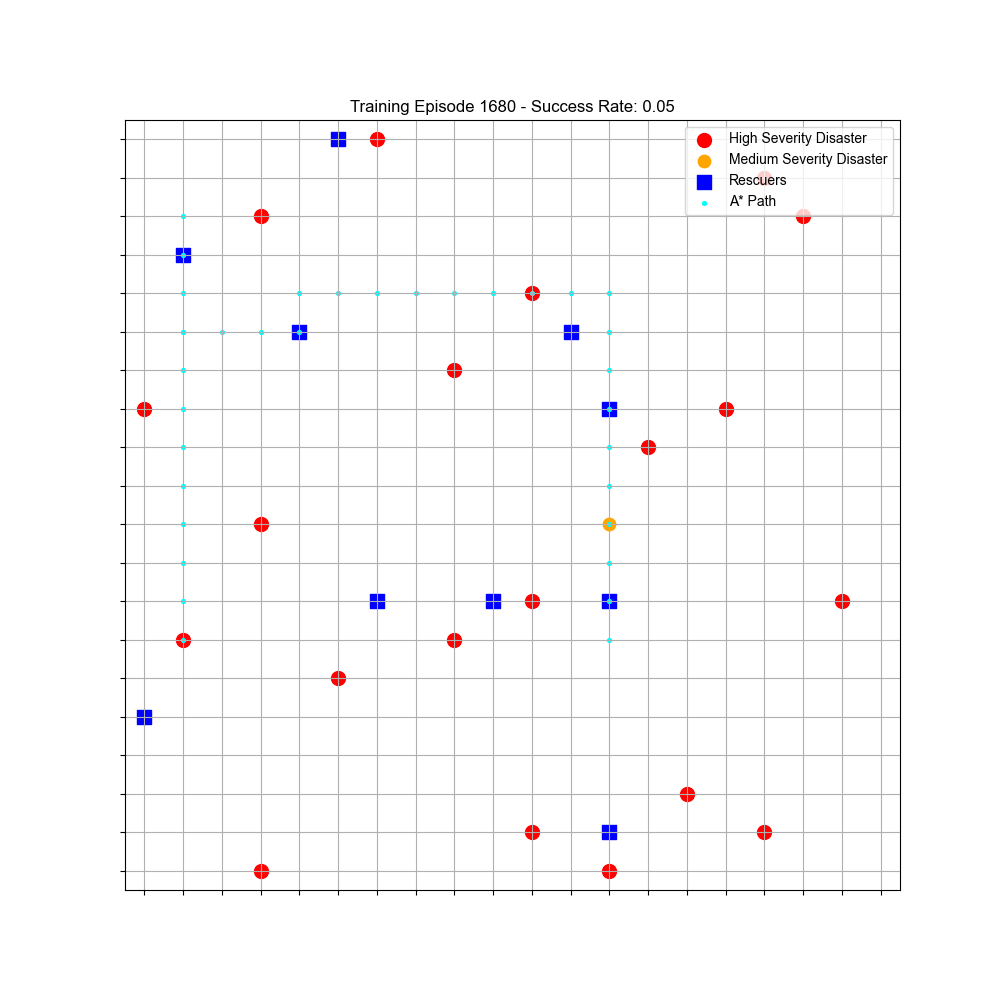 Training Episode 1680 - Success Rate: 0.05
High Severity Disaster
Medium Severity Disaster
Rescuers
A* Path